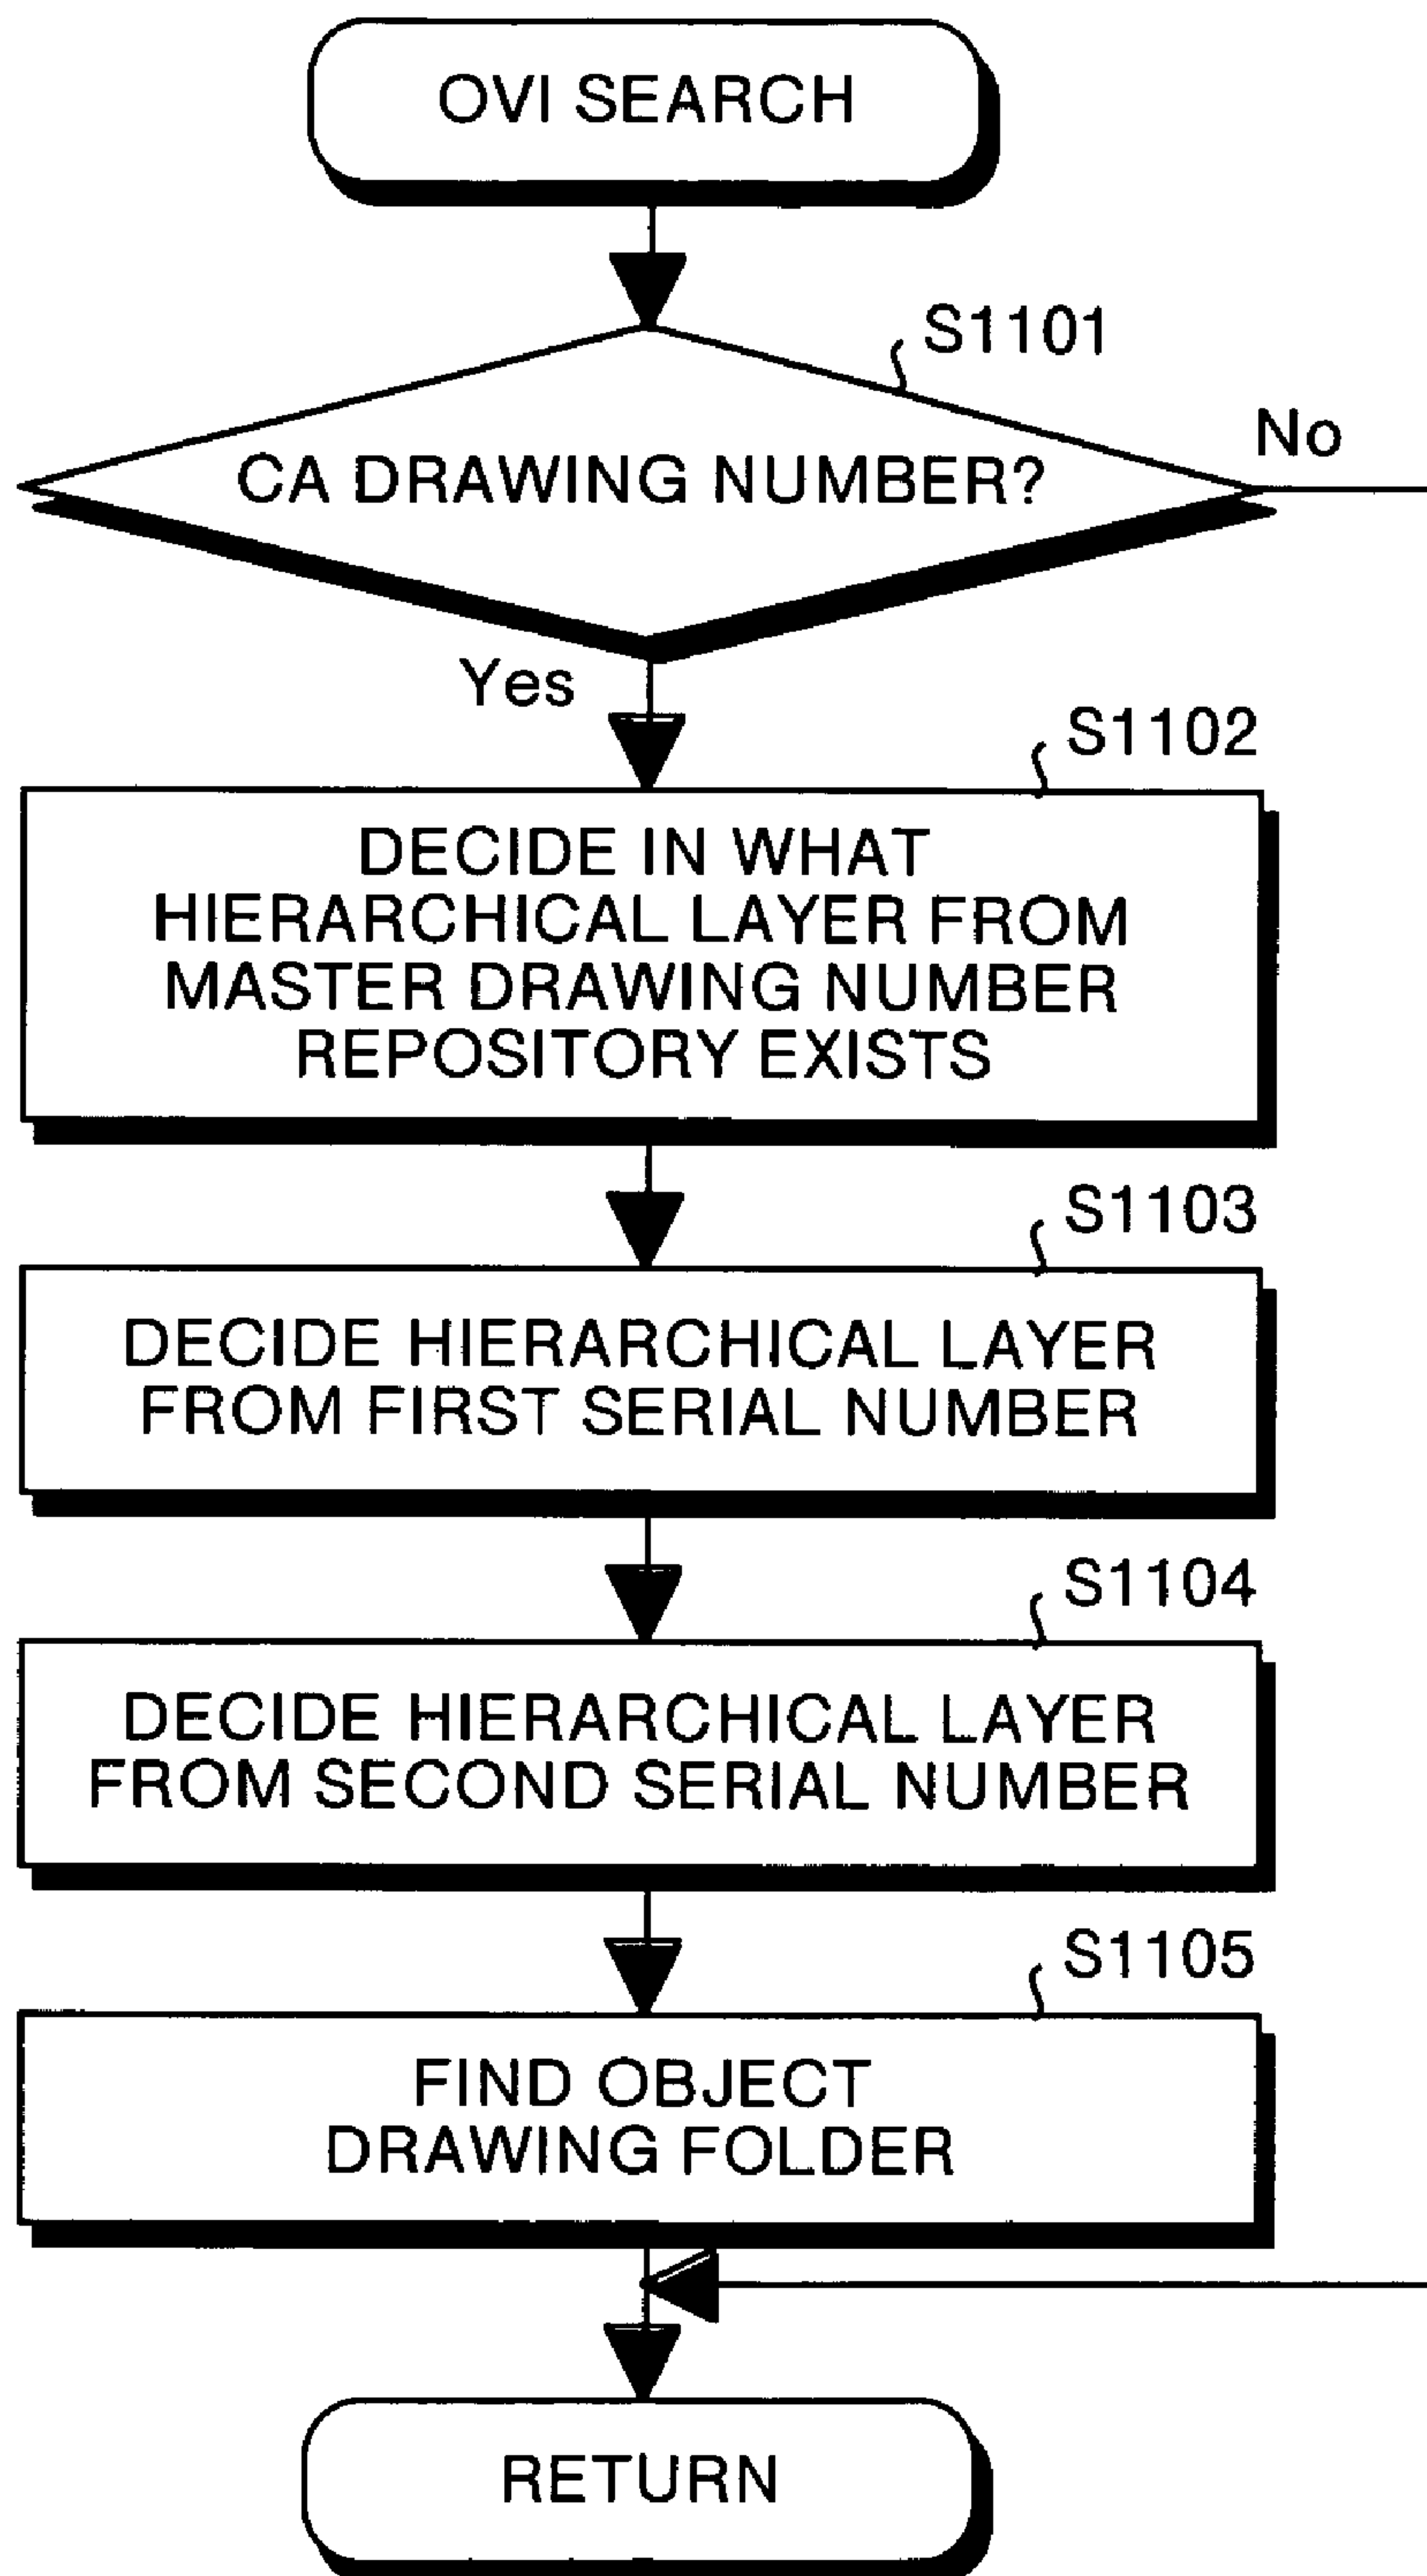 OVI SEARCH
S1101
CA DRAWING NUMBER?
No
Yes
S1102
DECIDE IN WHAT
HIERARCHICAL LAYER FROM
MASTER DRAWING NUMBER
REPOSITORY EXISTS
S1103
DECIDE HIERARCHICAL LAYER
FROM FIRST SERIAL NUMBER
S1104
DECIDE HIERARCHICAL LAYER
FROM SECOND SERIAL NUMBER
S1105
FIND OBJECT
DRAWING FOLDER
RETURN